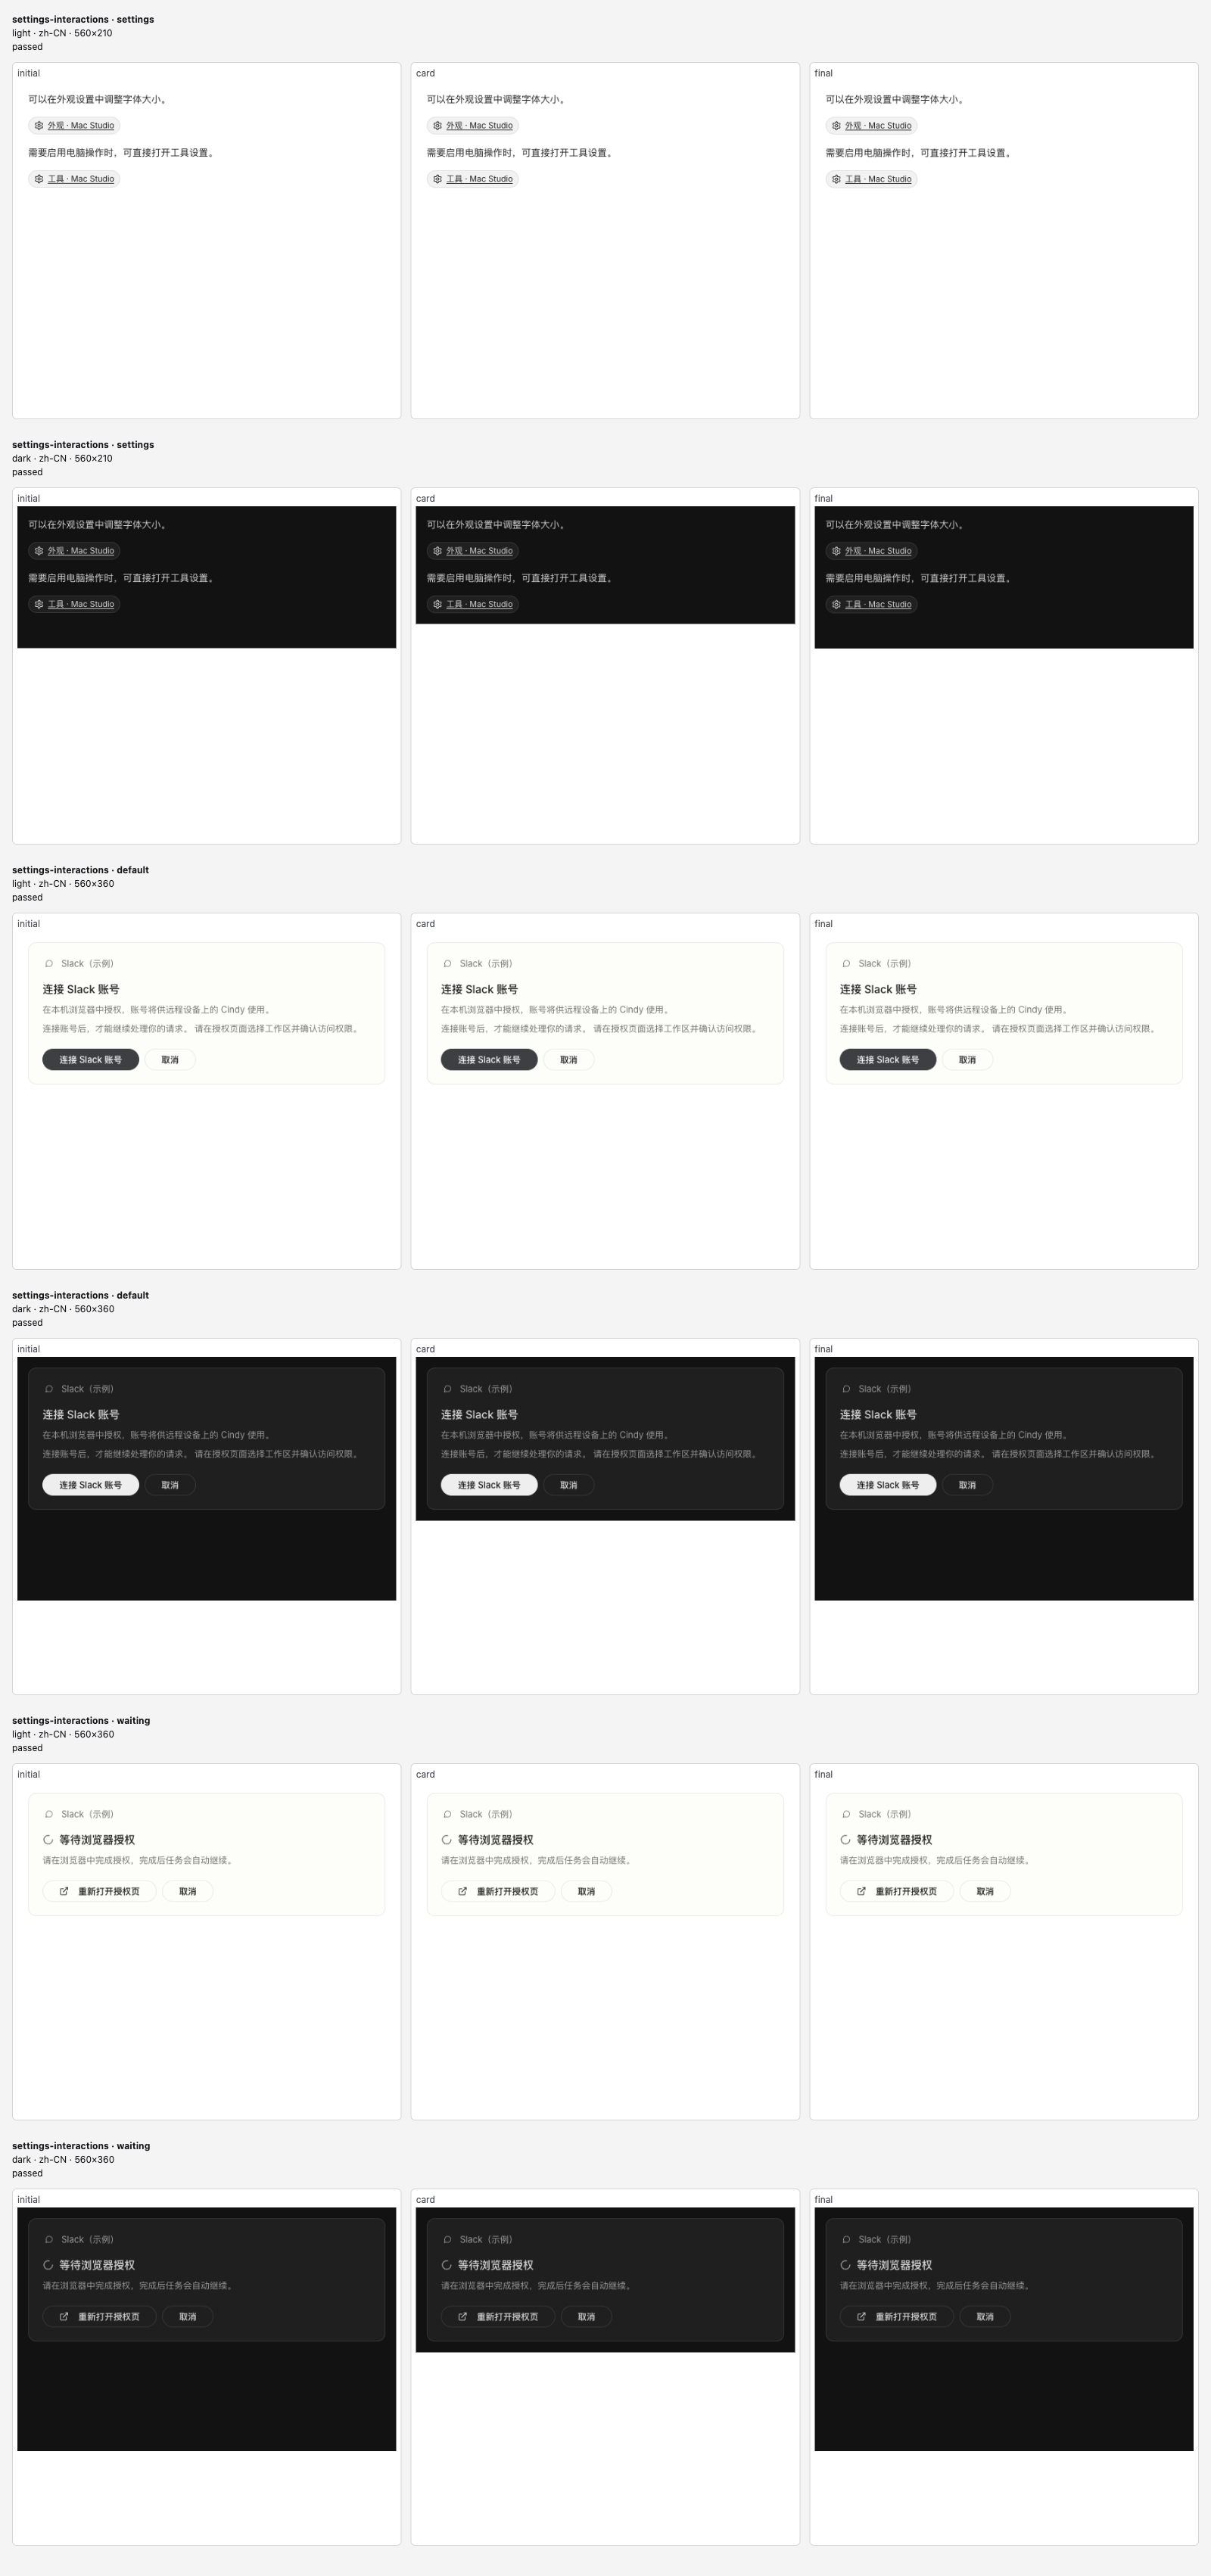 settings-interactions · settings
light · zh-CN · 560×210
passed
initial
card
final
可以在外观设置中调整字体大小。
可以在外观设置中调整字体大小。
可以在外观设置中调整字体大小。
外观 · Mac Studio
外观 · Mac Studio
外观 · Mac Studio
需要启用电脑操作时，可直接打开工具设置。
需要启用电脑操作时，可直接打开工具设置。
需要启用电脑操作时，可直接打开工具设置。
工具 · Mac Studio
工具 · Mac Studio
工具 · Mac Studio
settings-interactions · settings
dark · zh-CN · 560×210
passed
initial
card
final
可以在外观设置中调整字体大小。
可以在外观设置中调整字体大小。
可以在外观设置中调整字体大小。
外观 · Mac Studio
外观 · Mac Studio
外观 · Mac Studio
需要启用电脑操作时，可直接打开工具设置。
需要启用电脑操作时，可直接打开工具设置。
需要启用电脑操作时，可直接打开工具设置。
工具 · Mac Studio
工具 · Mac Studio
工具 · Mac Studio
settings-interactions · default
light · zh-CN · 560×360
passed
initial
card
final
Slack（示例）
Slack（示例）
Slack（示例）
连接 Slack 账号
连接 Slack 账号
连接 Slack 账号
在本机浏览器中授权，账号将供远程设备上的 Cindy 使用。
在本机浏览器中授权，账号将供远程设备上的 Cindy 使用。
在本机浏览器中授权，账号将供远程设备上的 Cindy 使用。
连接账号后，才能继续处理你的请求。 请在授权页面选择工作区并确认访问权限。
连接账号后，才能继续处理你的请求。 请在授权页面选择工作区并确认访问权限。
连接账号后，才能继续处理你的请求。 请在授权页面选择工作区并确认访问权限。
连接 Slack 账号 取消
连接 Slack 账号 取消
连接 Slack 账号 取消
settings-interactions · default
dark · zh-CN · 560×360
passed
initial
card
final
Slack（示例）
Slack（示例）
Slack（示例）
连接 Slack 账号
连接 Slack 账号
连接 Slack 账号
在本机浏览器中授权，账号将供远程设备上的 Cindy 使用。
在本机浏览器中授权，账号将供远程设备上的 Cindy 使用。
在本机浏览器中授权，账号将供远程设备上的 Cindy 使用。
连接账号后，才能继续处理你的请求。 请在授权页面选择工作区并确认访问权限。
连接账号后，才能继续处理你的请求。 请在授权页面选择工作区并确认访问权限。
连接账号后，才能继续处理你的请求。 请在授权页面选择工作区并确认访问权限。
连接 Slack 账号 取消
连接 Slack 账号 取消
连接 Slack 账号 取消
settings-interactions · waiting
light · zh-CN · 560×360
passed
initial
card
final
Slack（示例）
Slack（示例）
Slack（示例）
等待浏览器授权
等待浏览器授权
等待浏览器授权
请在浏览器中完成授权，完成后任务会自动继续。
请在浏览器中完成授权，完成后任务会自动继续。
请在浏览器中完成授权，完成后任务会自动继续。
重新打开授权页 取消
重新打开授权页 取消
重新打开授权页 取消
settings-interactions · waiting
dark · zh-CN · 560×360
passed
initial
card
final
Slack（示例）
Slack（示例）
Slack（示例）
等待浏览器授权
等待浏览器授权
等待浏览器授权
请在浏览器中完成授权，完成后任务会自动继续。
请在浏览器中完成授权，完成后任务会自动继续。
请在浏览器中完成授权，完成后任务会自动继续。
重新打开授权页 取消
重新打开授权页 取消
重新打开授权页 取消